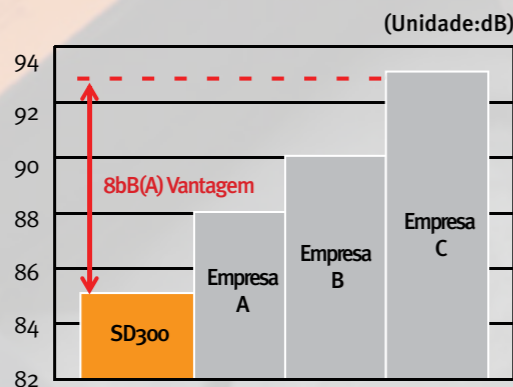 (Unidade:dB)
94
92
90
88
86
84
82
8bB(A) Vantagem
SD300
Empresa
A
Empresa
B
Empresa
C